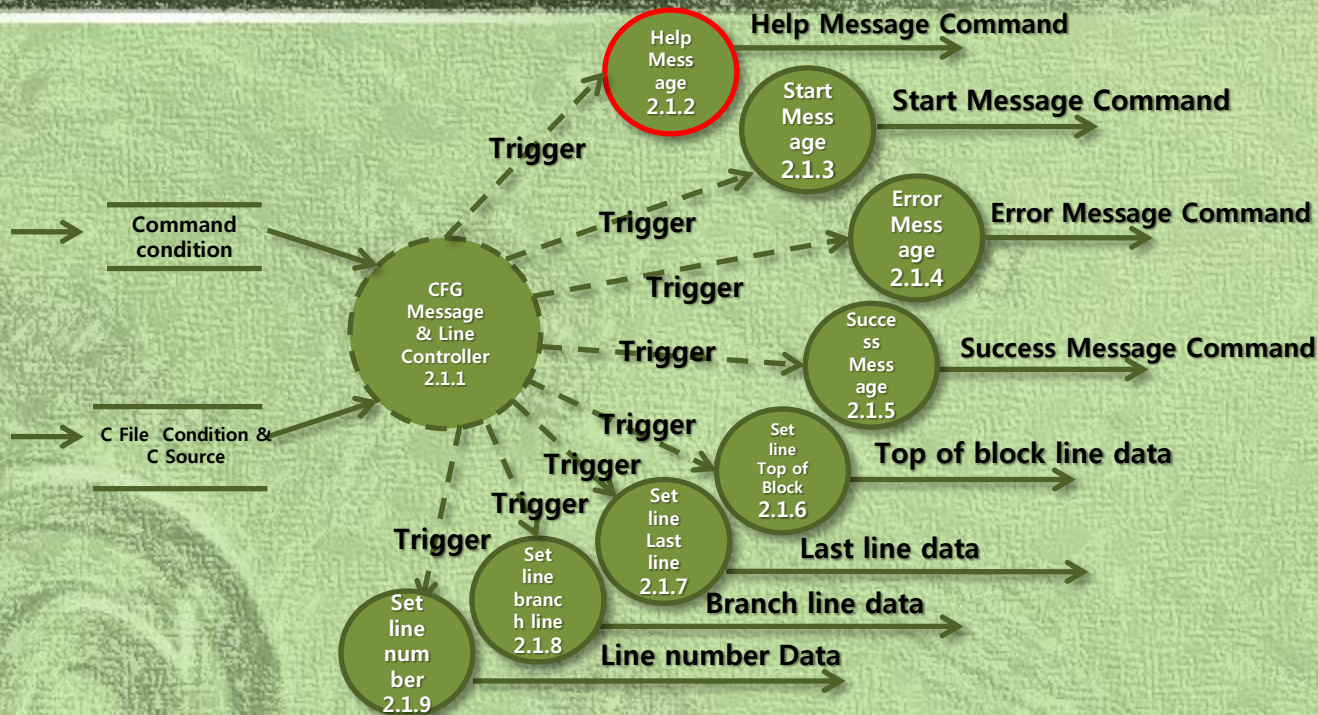 Help
Mess
age
2.1.2
Help Message Command
Start
Mess
age
2.1.3
Start Message Command
Trigger
Error
Mess
age
2.1.4
Error Message Command
Trigger
Command
condition
Trigger
CFG
Message
& Line
Controller
2.1.1
Succe
ss
Mess
age
2.1.5
Success Message Command
Trigger
C File  Condition &
C Source
Set
line
Top of
Block
2.1.6
Top of block line data
Trigger
Set
line
Last
line
2.1.7
Last line data
Trigger
Set
line
branc
h line
2.1.8
Branch line data
Trigger
Set
line
num
ber
2.1.9
Line number Data
Trigger